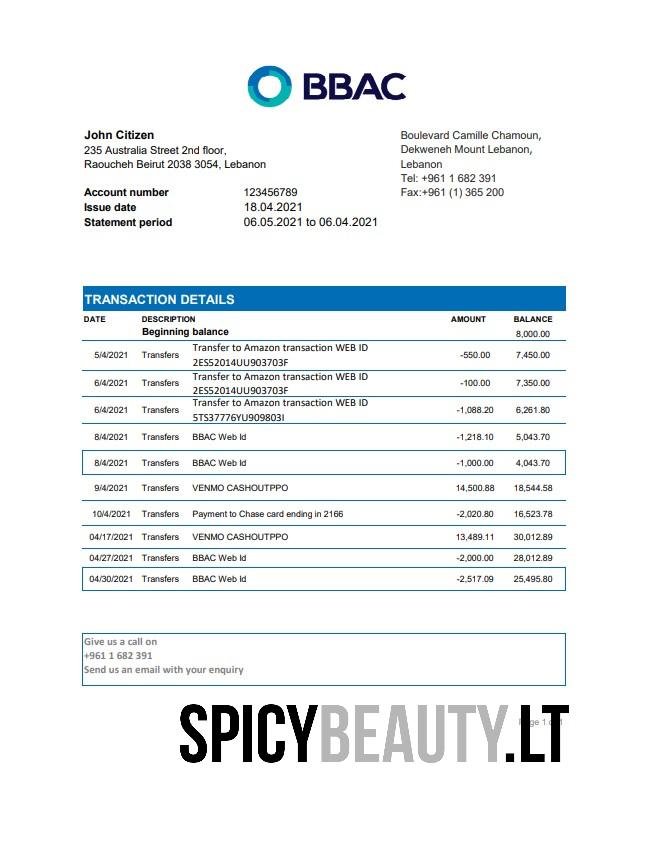 BBAC
John Citizen
235 Australia Street 2nd floor,
Raoucheh Beirut 2038 3054, Lebanon
Boulevard Camille Chamoun,
Dekweneh Mount Lebanon,
Lebanon
Tel: +961 1 682 391
Fax:+961 (1) 365 200
Account number 123456789
Issue date 18.04.2021
Statement period 06.05.2021 to 06.04.2021
TRANSACTION DETAILS
DATE DESCRIPTION AMOUNT BALANCE
Beginning balance 8,000.00
5/4/2021 Transfers Transfer to Amazon transaction WEB ID 2ES52014UU903703F -550.00 7,450.00
6/4/2021 Transfers Transfer to Amazon transaction WEB ID 2ES52014UU903703F -100.00 7,350.00
6/4/2021 Transfers Transfer to Amazon transaction WEB ID 5TS37776YU909803I -1,088.20 6,261.80
8/4/2021 Transfers BBAC Web Id -1,218.10 5,043.70
8/4/2021 Transfers BBAC Web Id -1,000.00 4,043.70
9/4/2021 Transfers VENMO CASHOUTPPO 14,500.88 18,544.58
10/4/2021 Transfers Payment to Chase card ending in 2166 -2,020.80 16,523.78
04/17/2021 Transfers VENMO CASHOUTPPO 13,489.11 30,012.89
04/27/2021 Transfers BBAC Web Id -2,000.00 28,012.89
04/30/2021 Transfers BBAC Web Id -2,517.09 25,495.80
Give us a call on
+961 1 682 391
Send us an email with your enquiry
Page 1 of 1
SPICYBEAUTY.LT